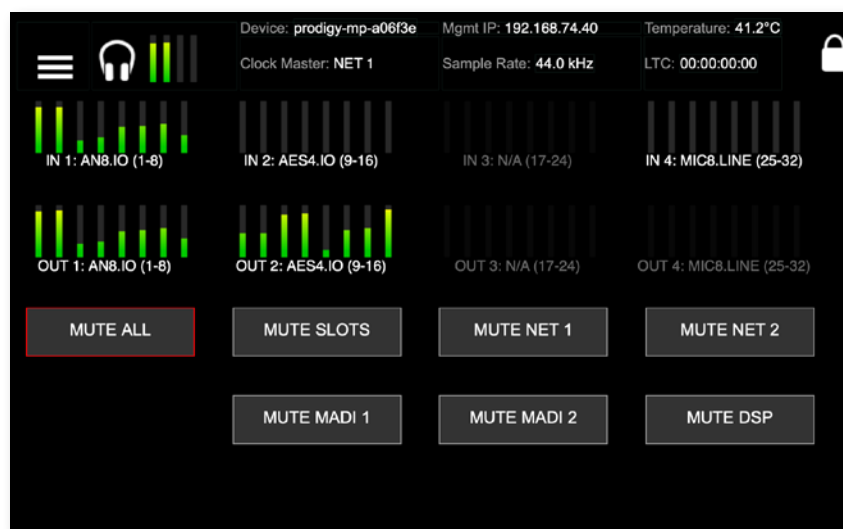 Device: prodigy-mp-a06f3e Mgmt IP: 192.168.74.40 Temperature: 41.2°C
Clock Master: NET 1 Sample Rate: 44.0 kHz LTC: 00:00:00:00
IN 1: AN8.IO (1-8) IN 2: AES4.IO (9-16) IN 3: N/A (17-24) IN 4: MIC8.LINE (25-32)
OUT 1: AN8.IO (1-8) OUT 2: AES4.IO (9-16) OUT 3: N/A (17-24) OUT 4: MIC8.LINE (25-32)
MUTE ALL MUTE SLOTS MUTE NET 1 MUTE NET 2
MUTE MADI 1 MUTE MADI 2 MUTE DSP